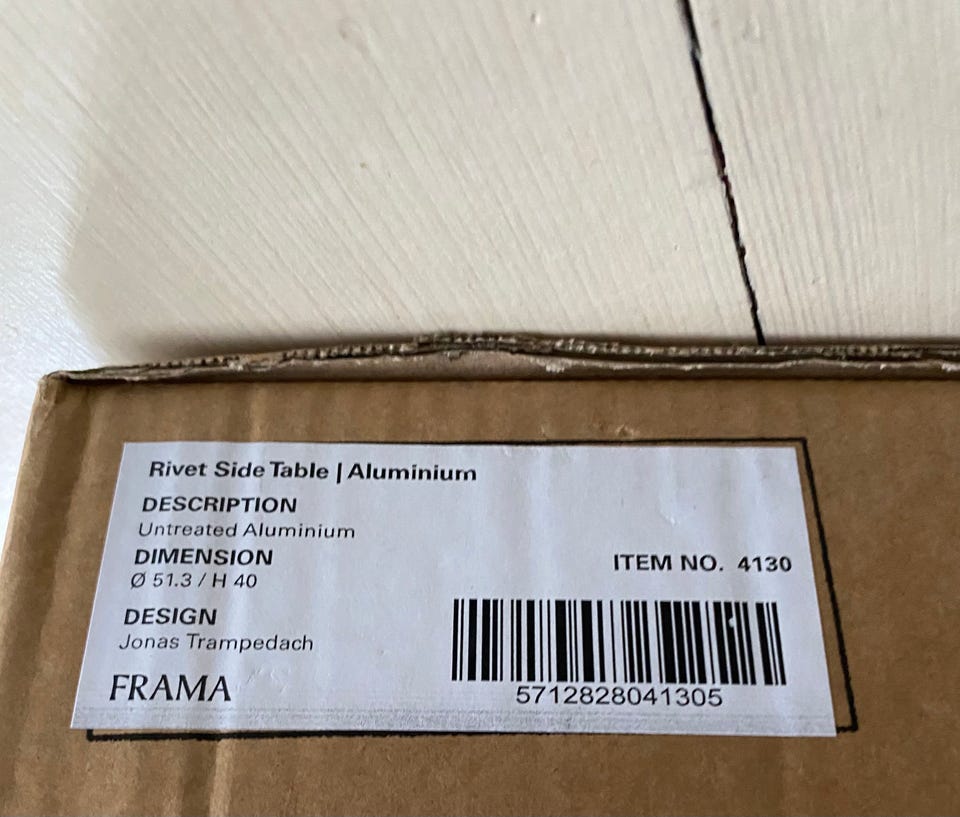 Rivet Side Table | Aluminium
DESCRIPTION
Untreated Aluminium
DIMENSION
Ø 51.3 / H 40
ITEM NO. 4130
DESIGN
Jonas Trampedach
FRAMA
5712828041305